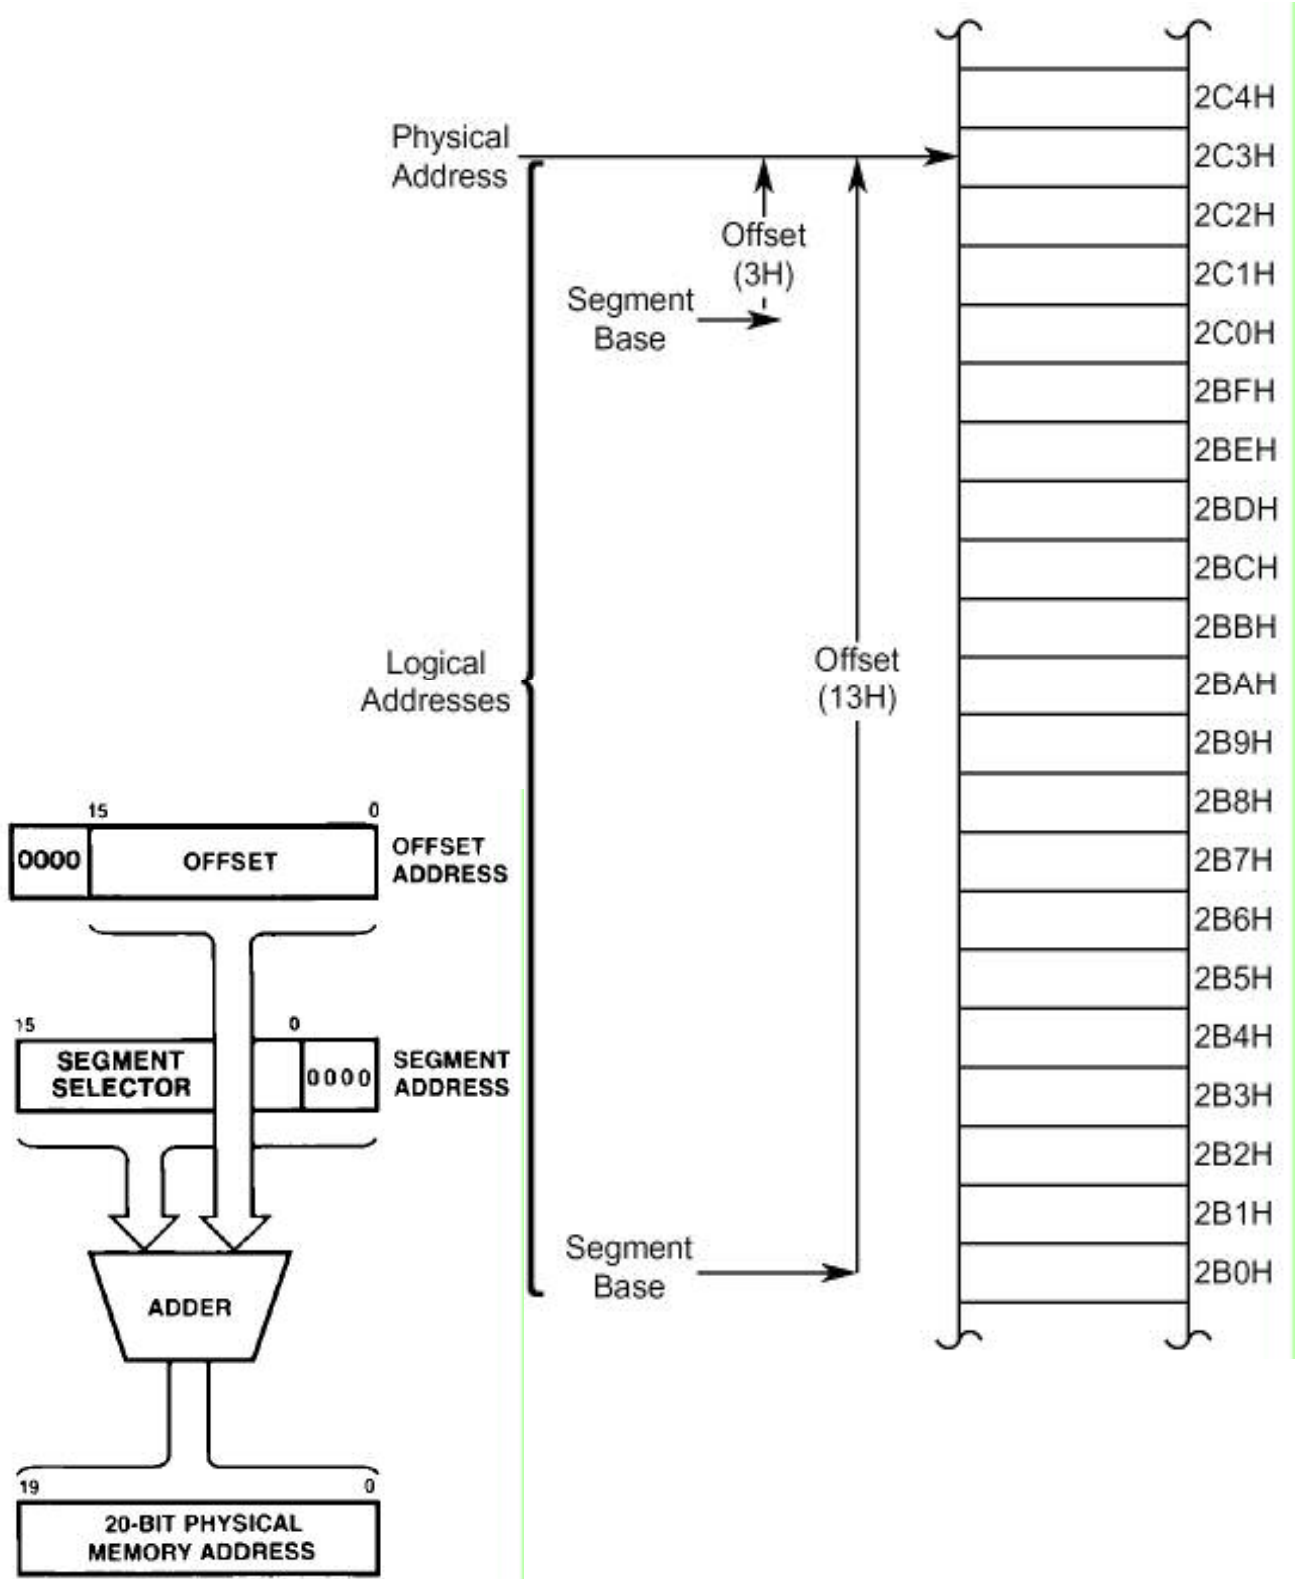 2C4H
Physical
Address
2C3H
2C2H
Offset
(3H)
2C1H
Segment
Base
2C0H
2BFH
2BEH
2BDH
2BCH
2BBH
Logical
Addresses
Offset
(13H)
2BAH
2B9H
2B8H
2B7H
2B6H
2B5H
2B4H
2B3H
2B2H
2B1H
Segment
Base
2B0H
15 0
0000 OFFSET
OFFSET
ADDRESS
15 0
SEGMENT
SELECTOR
0000
SEGMENT
ADDRESS
ADDER
19 0
20-BIT PHYSICAL
MEMORY ADDRESS